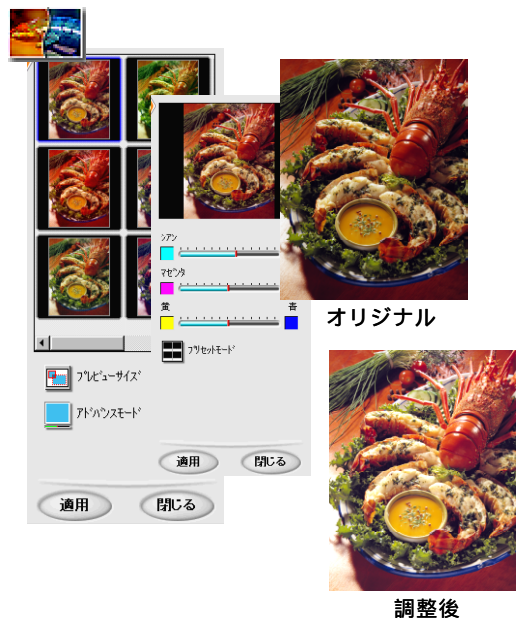 ｼｱﾝ
ﾏｾﾞﾝﾀ
黄 青
ﾌﾟﾘｾｯﾄﾓｰﾄﾞ
適用 閉じる
ﾌﾟﾚﾋﾞｭｰｻｲｽﾞ
ｱﾄﾞﾊﾞﾝｽﾓｰﾄﾞ
適用 閉じる
オリジナル
調整後